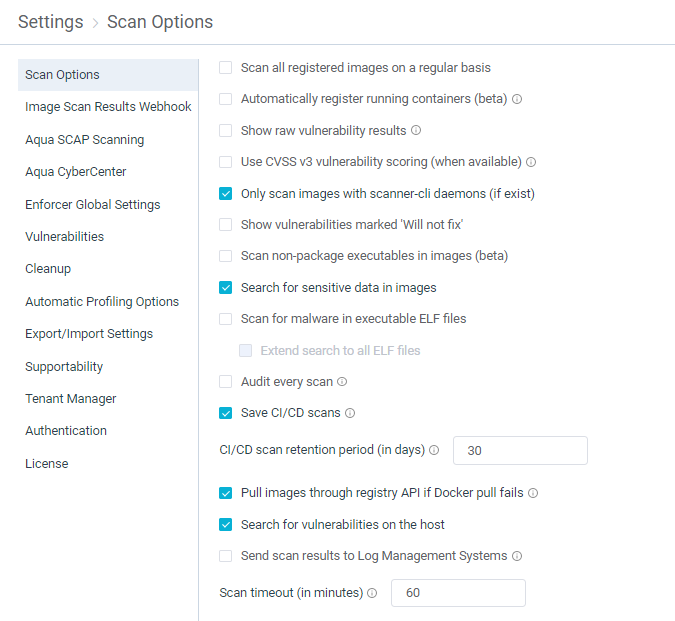 Settings > Scan Options
Scan Options
Image Scan Results Webhook
Aqua SCAP Scanning
Aqua CyberCenter
Enforcer Global Settings
Vulnerabilities
Cleanup
Automatic Profiling Options
Export/Import Settings
Supportability
Tenant Manager
Authentication
License
Scan all registered images on a regular basis
Automatically register running containers (beta)
Show raw vulnerability results
Use CVSS v3 vulnerability scoring (when available)
Only scan images with scanner-cli daemons (if exist)
Show vulnerabilities marked 'Will not fix'
Scan non-package executables in images (beta)
Search for sensitive data in images
Scan for malware in executable ELF files
Extend search to all ELF files
Audit every scan
Save CI/CD scans
CI/CD scan retention period (in days) 30
Pull images through registry API if Docker pull fails
Search for vulnerabilities on the host
Send scan results to Log Management Systems
Scan timeout (in minutes) 60